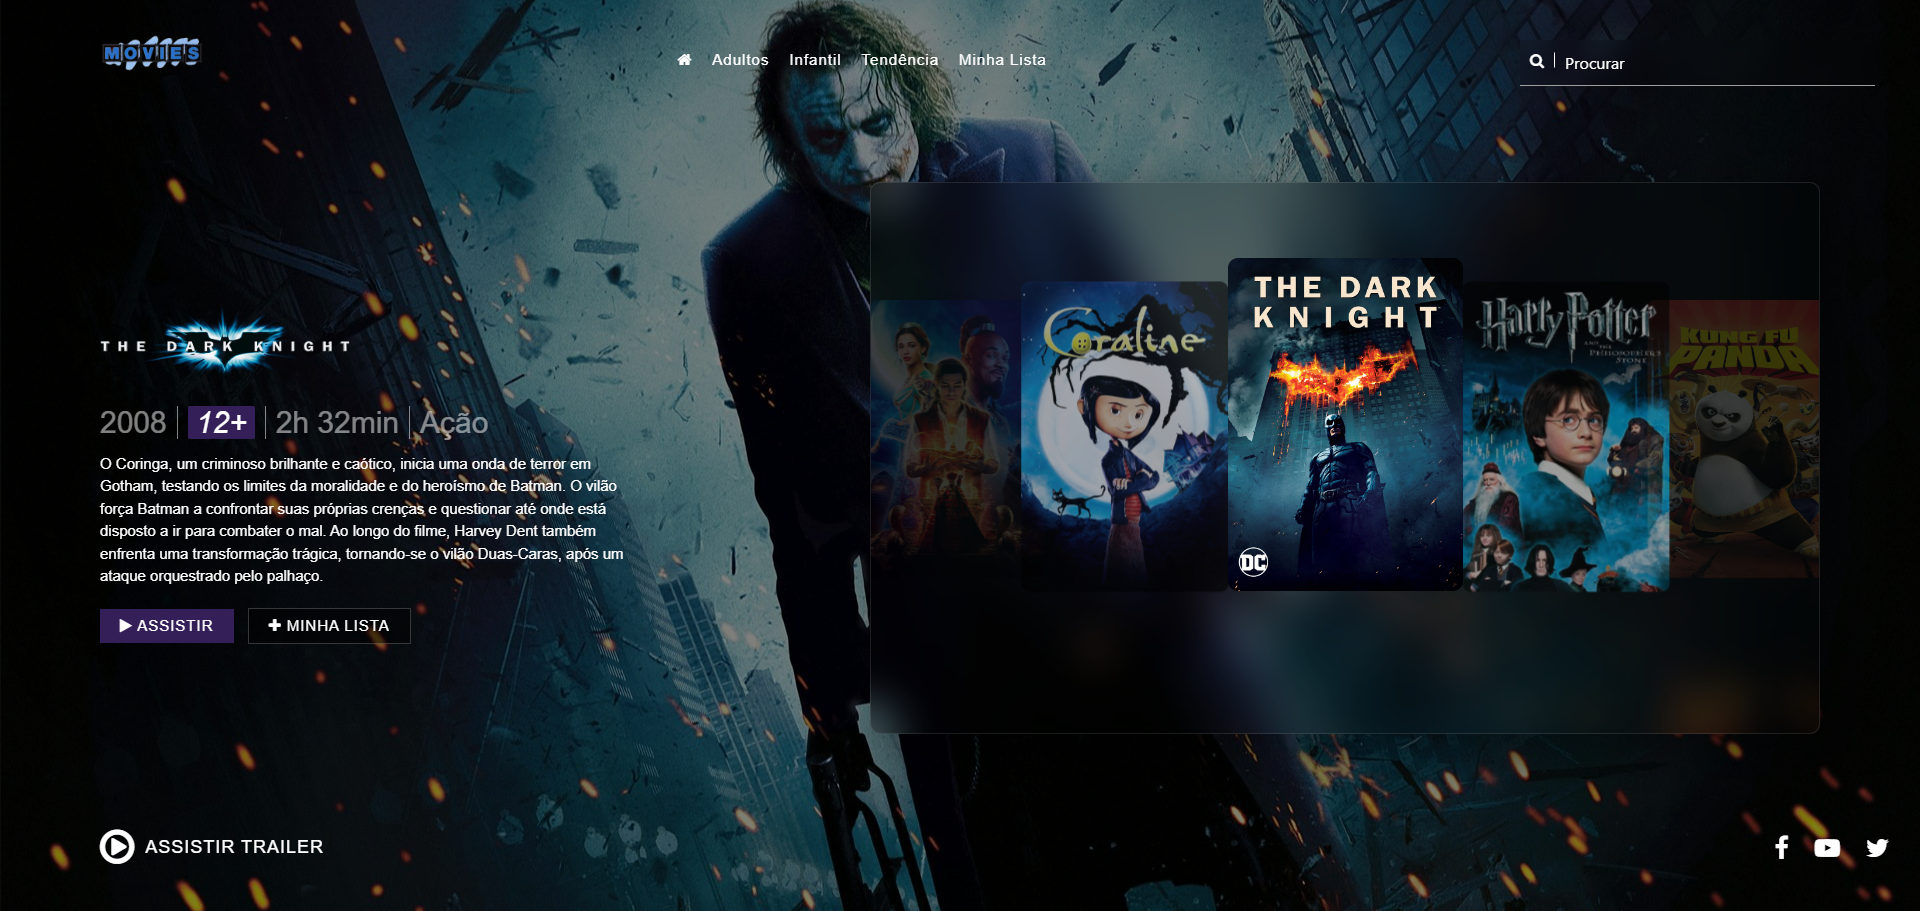 MOVIES
Adultos
Infantil
Tendência
Minha Lista
Procurar
THE DARK KNIGHT
2008
12+
2h 32min
Ação
O Coringa, um criminoso brilhante e caótico, inicia uma onda de terror em
Gotham, testando os limites da moralidade e do heroísmo de Batman. O vilão
força Batman a confrontar suas próprias crenças e questionar até onde está
disposto a ir para combater o mal. Ao longo do filme, Harvey Dent também
enfrenta uma transformação trágica, tornando-se o vilão Duas-Caras, após um
ataque orquestrado pelo palhaço.
ASSISTIR
MINHA LISTA
Coraline
THE DARK
KNIGHT
DC
Harry Potter
AND THE
PHILOSOPHER'S
STONE
KUNG FU
PANDA
ASSISTIR TRAILER